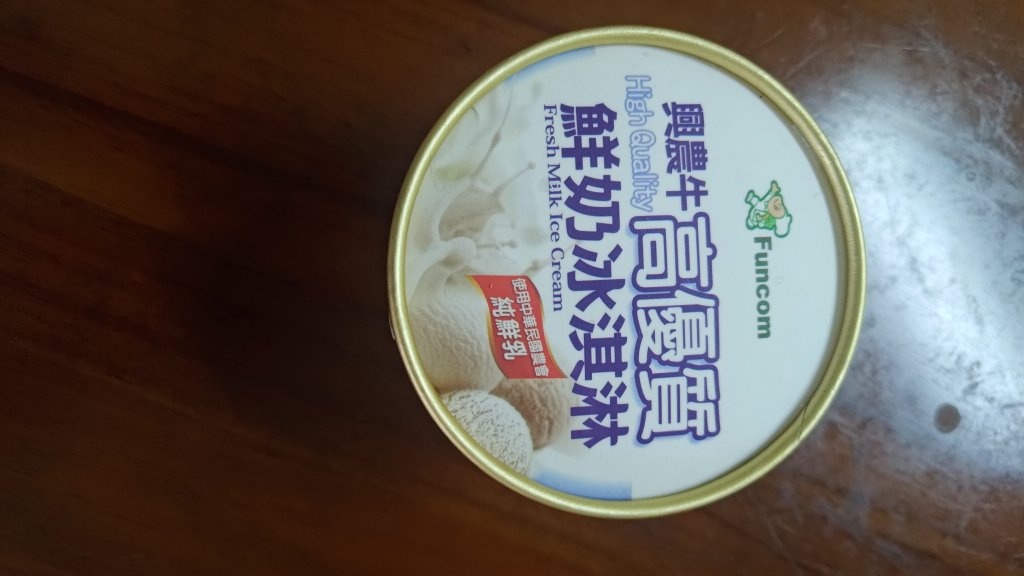 Funcom
興農牛 高優質
High Quality
鮮奶冰淇淋
Fresh Milk Ice Cream
使用中華民國農會
純鮮乳